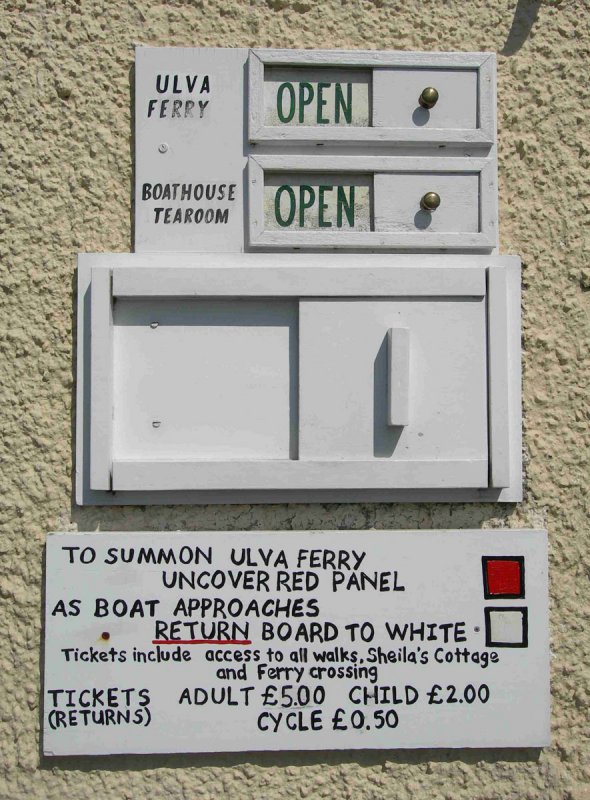 ULVA
FERRY
OPEN
BOATHOUSE
TEAROOM
OPEN
TO SUMMON ULVA FERRY
UNCOVER RED PANEL
AS BOAT APPROACHES
RETURN BOARD TO WHITE
Tickets include access to all walks, Sheila's Cottage
and Ferry crossing
TICKETS ADULT £5.00 CHILD £2.00
(RETURNS) CYCLE £0.50